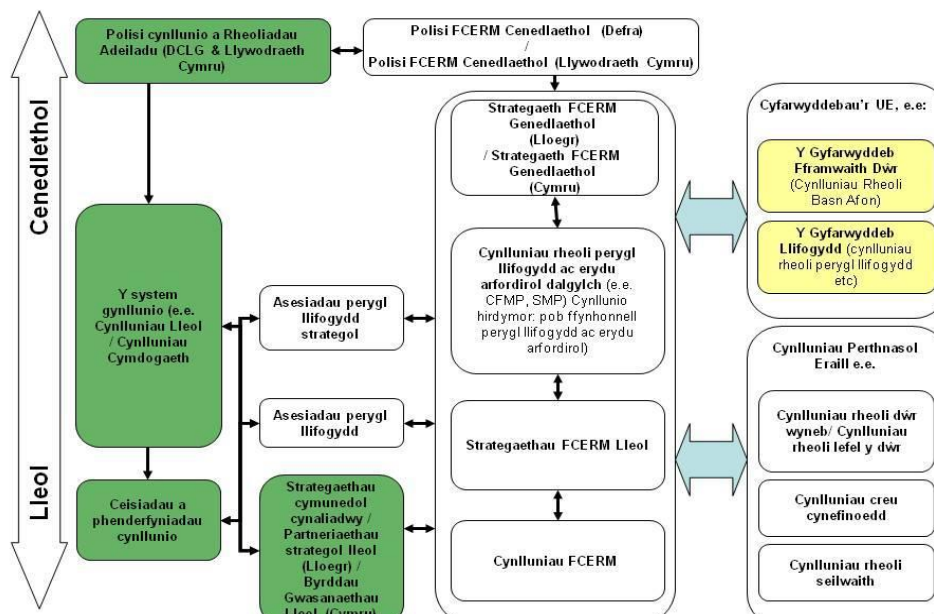 Cenedlethol
Lleol
Polisi cynllunio a Rheoliadau
Adeiladu (DCLG & Llywodraeth
Cymru)
Polisi FCERM Cenedlaethol (Defra)
/
Polisi FCERM Cenedlaethol (Llywodraeth Cymru)
Y system
gynllunio (e.e.
Cynlluniau Lleol
/ Cynlluniau
Cymdogaeth
Ceisiadau a
phenderfyniadau
cynllunio
Asesiadau perygl
llifogydd
strategol
Asesiadau perygl
llifogydd
Strategaethau
cymunedol
cynaliadwy /
Partneriaethau
strategol lleol
(Lloegr) /
Byrddau
Gwasanaethau
Lleol (Cymru)
Strategaeth FCERM
Genedlaethol
(Lloegr)
/ Strategaeth FCERM
Genedlaethol
(Cymru)
Cynlluniau rheoli perygl
llifogydd ac erydu
arfordirol dalgylch (e.e.
CFMP, SMP) Cynllunio
hirdymor: pob ffynhonnell
perygl llifogydd ac erydu
arfordirol)
Strategaethau FCERM Lleol
Cynlluniau FCERM
Cyfarwyddebau'r UE, e.e:
Y Gyfarwyddeb
Fframwaith Dŵr
(Cynlluniau Rheoli
Basn Afon)
Y Gyfarwyddeb
Llifogydd (cynlluniau
rheoli perygl llifogydd
etc)
Cynlluniau Perthnasol
Eraill e.e.
Cynlluniau rheoli dŵr
wyneb/ Cynlluniau
rheoli lefel y dŵr
Cynlluniau creu
cynefinoedd
Cynlluniau rheoli
seilwaith